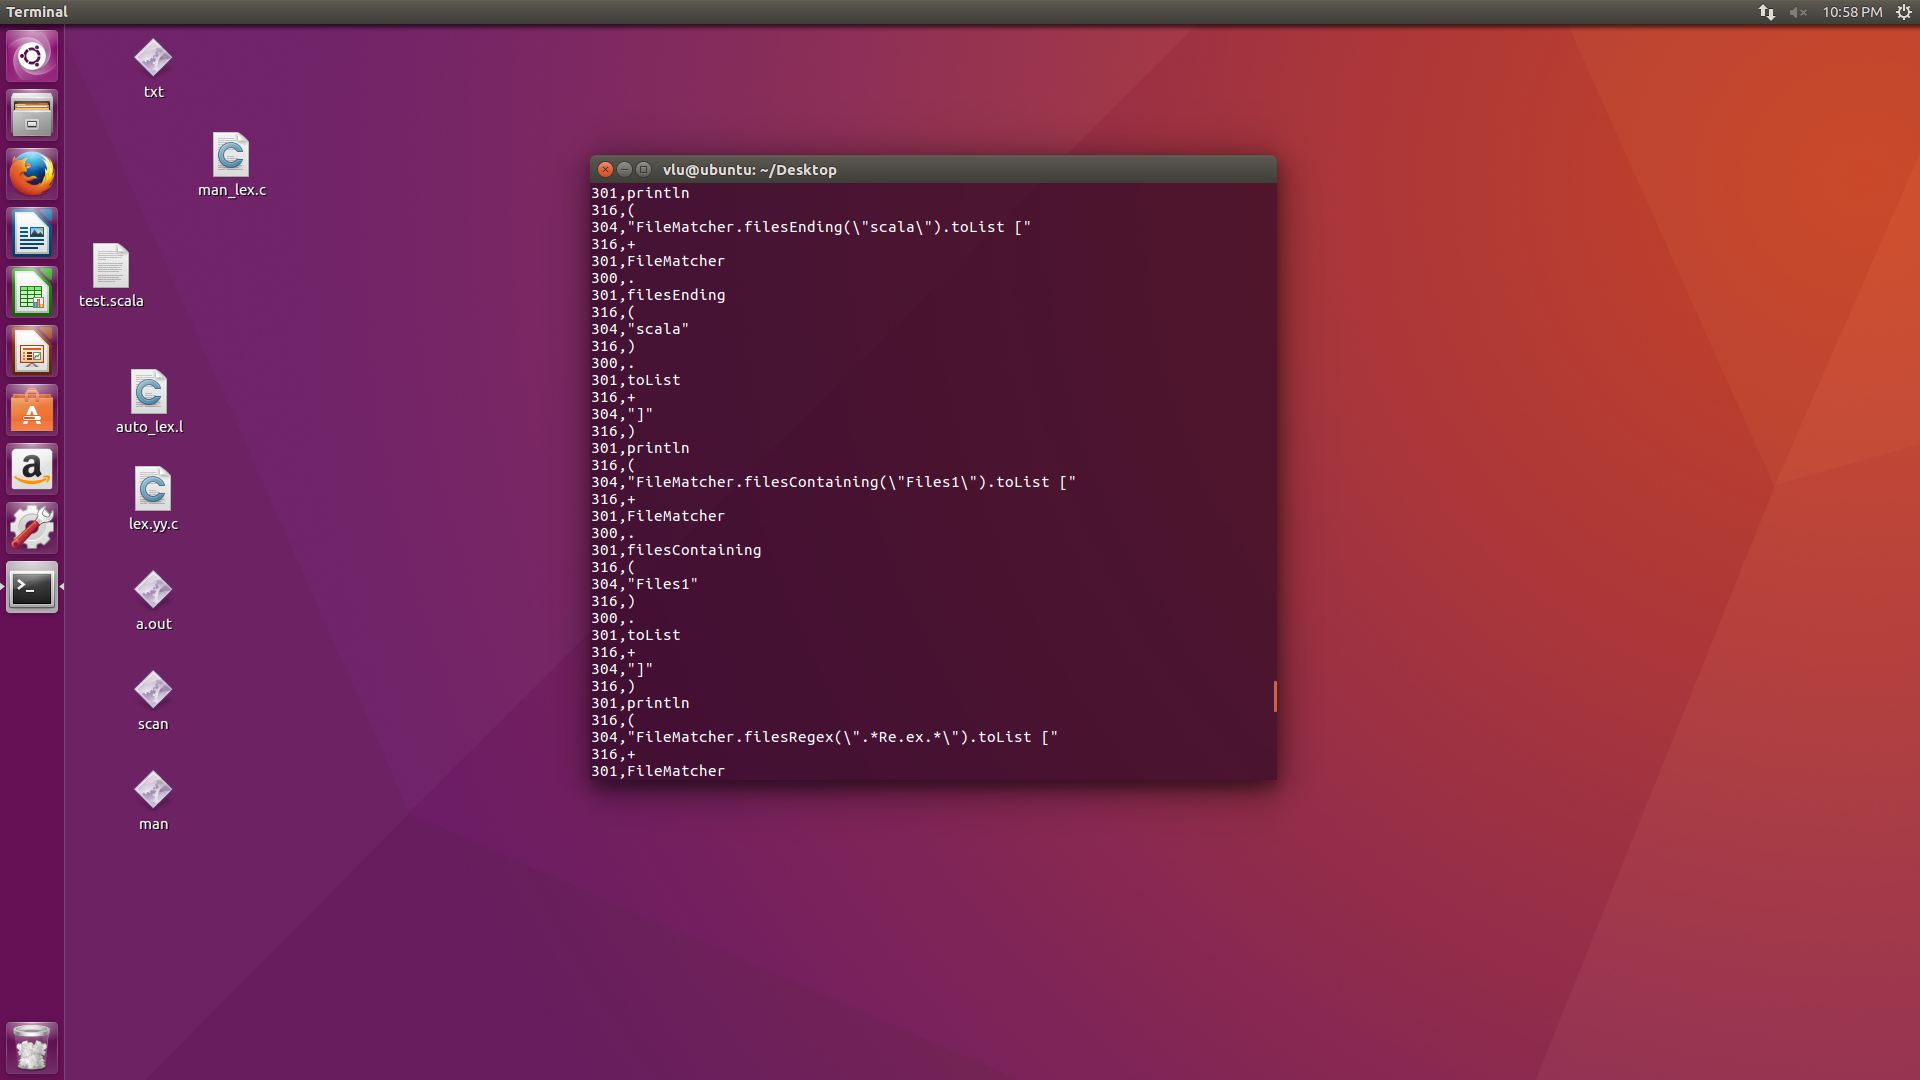 Terminal
10:58 PM
txt
man_lex.c
test.scala
auto_lex.l
lex.yy.c
a.out
scan
man
vlu@ubuntu: ~/Desktop
301,println
316,(
304,"FileMatcher.filesEnding(\"scala\").toList ["
316,+
301,FileMatcher
300,.
301,filesEnding
316,(
304,"scala"
316,)
300,.
301,toList
316,+
304,"]"
316,)
301,println
316,(
304,"FileMatcher.filesContaining(\"Files1\").toList ["
316,+
301,FileMatcher
300,.
301,filesContaining
316,(
304,"Files1"
316,)
300,.
301,toList
316,+
304,"]"
316,)
301,println
316,(
304,"FileMatcher.filesRegex(\".*Re.ex.*\").toList ["
316,+
301,FileMatcher